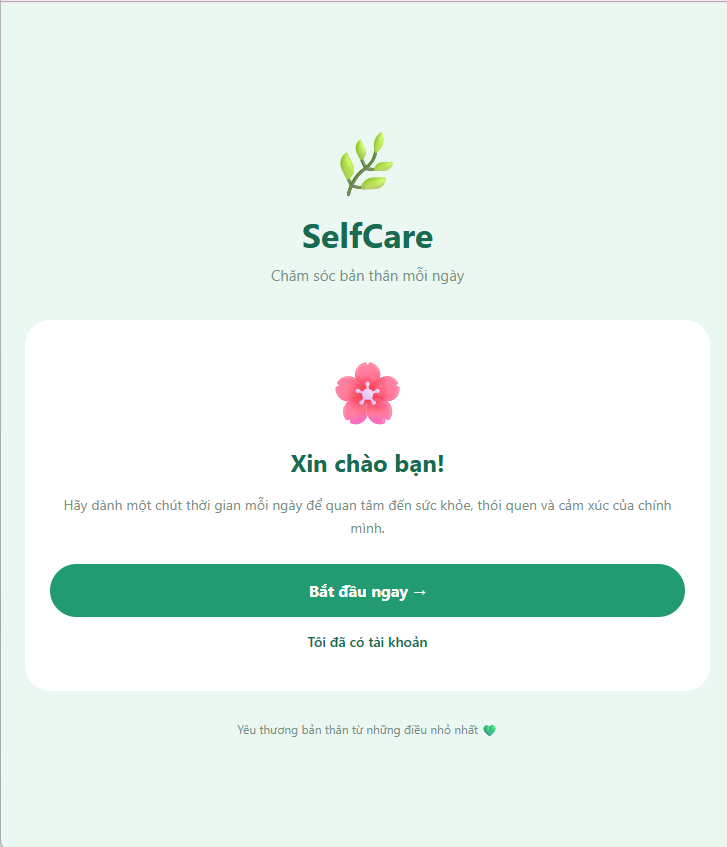 SelfCare
Chăm sóc bản thân mỗi ngày
Xin chào bạn!
Hãy dành một chút thời gian mỗi ngày để quan tâm đến sức khỏe, thói quen và cảm xúc của chính
mình.
Bắt đầu ngay →
Tôi đã có tài khoản
Yêu thương bản thân từ những điều nhỏ nhất 💚